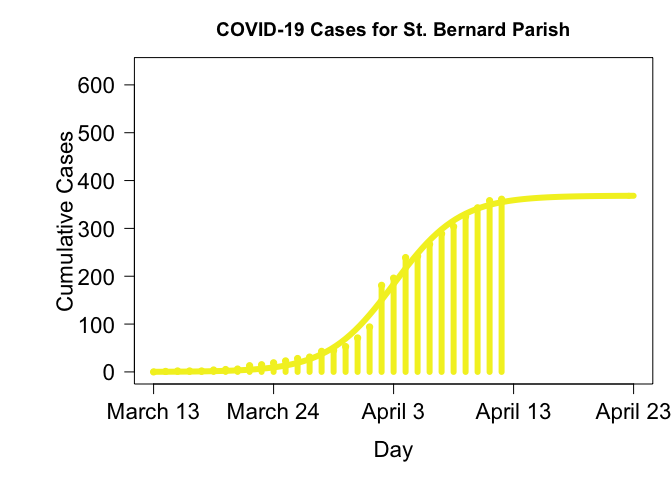 COVID-19 Cases for St. Bernard Parish
Cumulative Cases
600
500
400
300
200
100
0
March 13 March 24 April 3 April 13 April 23
Day